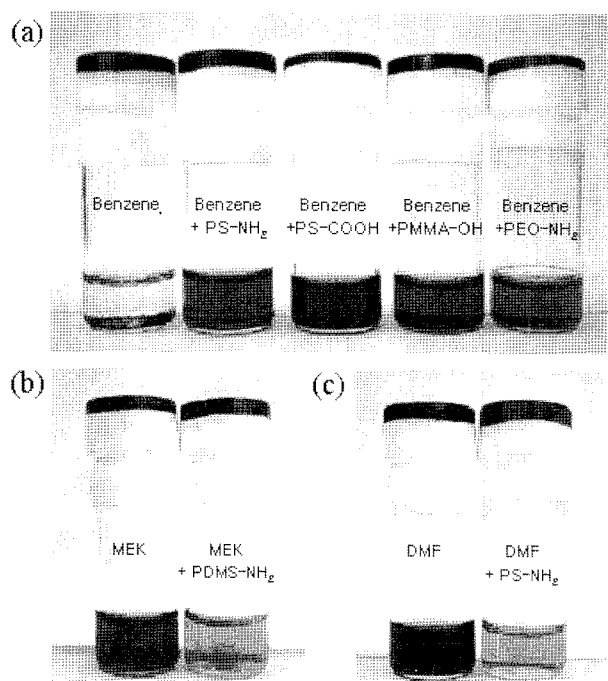 (a)
Benzene
Benzene
+ PS-NH2
Benzene
+PS-COOH
Benzene
+PMMA-OH
Benzene
+PEO-NH2
(b)
MEK
MEK
+ PDMS-NH2
(c)
DMF
DMF
+ PS-NH2